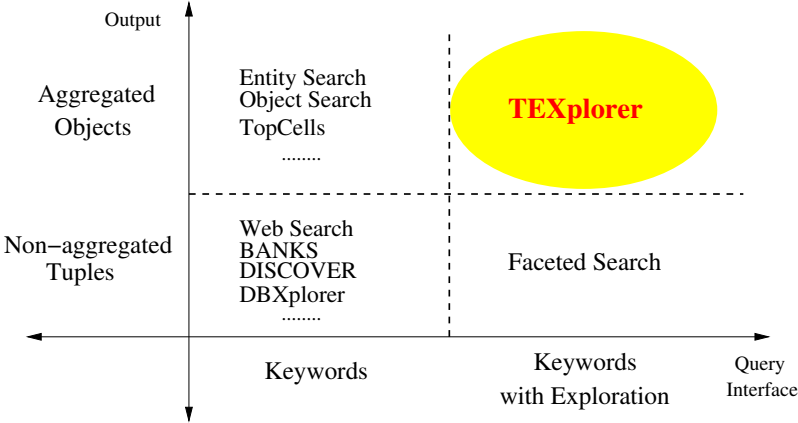 Output
Aggregated
Objects
Entity Search
Object Search
TopCells
........
TEXplorer
Non−aggregated
Tuples
Web Search
BANKS
DISCOVER
DBXplorer
........
Faceted Search
Keywords
Keywords
with Exploration
Query
Interface